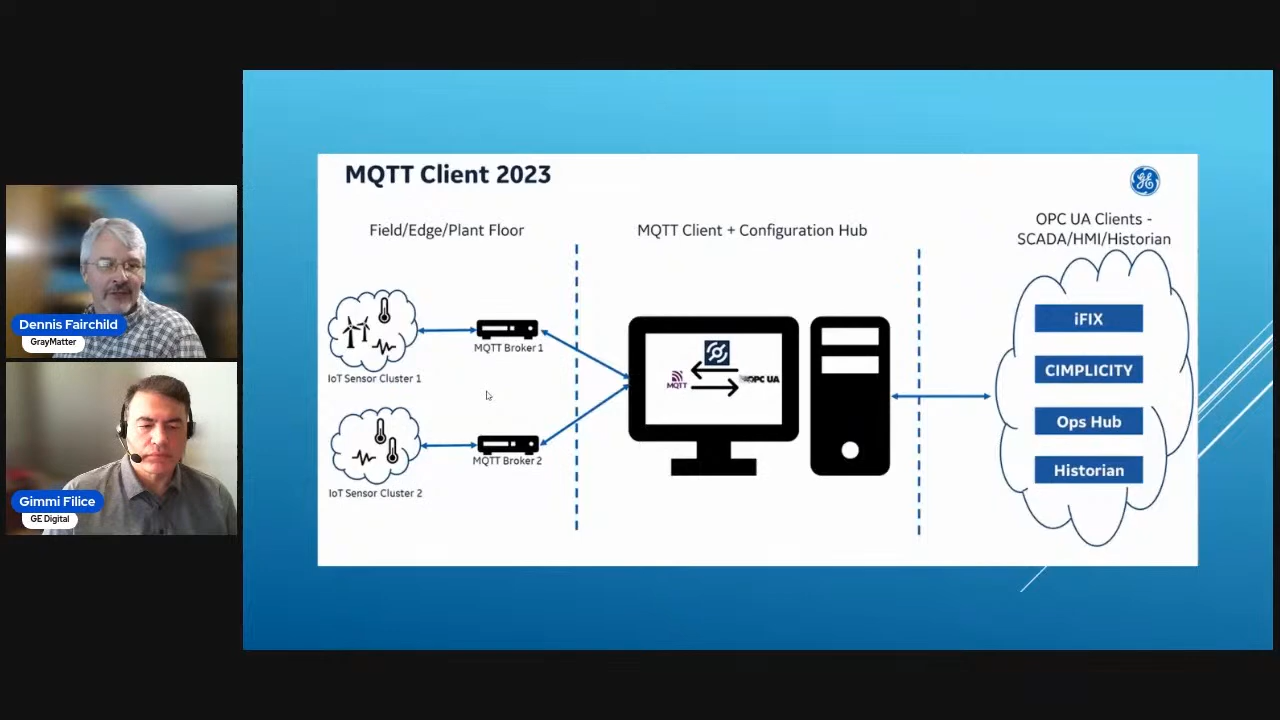 MQTT Client 2023
Field/Edge/Plant Floor
MQTT Client + Configuration Hub
OPC UA Clients -
SCADA/HMI/Historian
IoT Sensor Cluster 1
MQTT Broker 1
IoT Sensor Cluster 2
MQTT Broker 2
MQTT
OPC UA
iFIX
CIMPLICITY
Ops Hub
Historian
GE
Dennis Fairchild
GrayMatter
Gimmi Filice
GE Digital